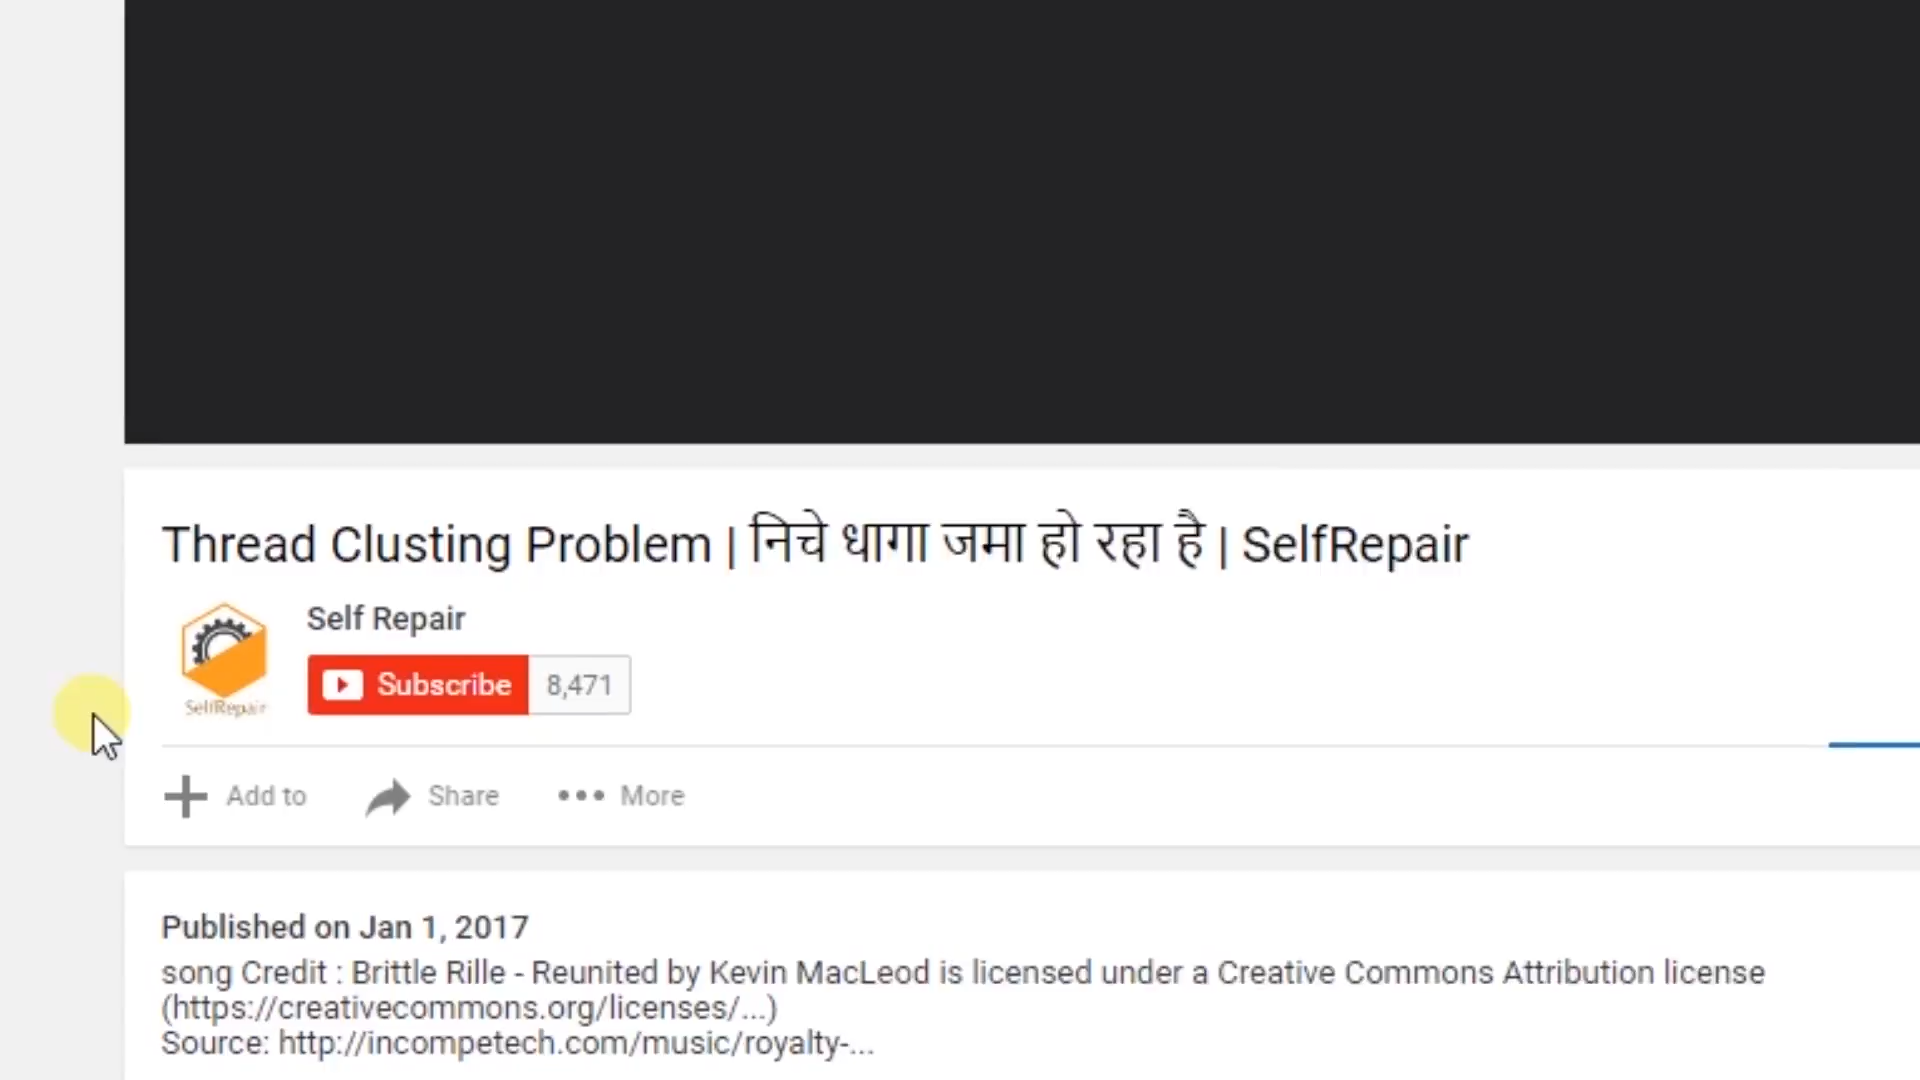 Thread Clusting Problem | निचे धागा जमा हो रहा है | SelfRepair
Self Repair
SelfRepair
Subscribe 8,471
Add to Share More
Published on Jan 1, 2017
song Credit : Brittle Rille - Reunited by Kevin MacLeod is licensed under a Creative Commons Attribution license
(https://creativecommons.org/licenses/...)
Source: http://incompetech.com/music/royalty-...